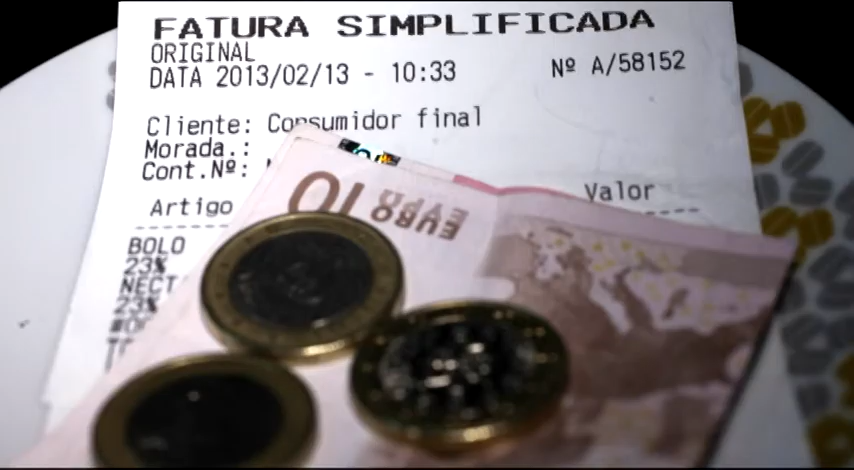 FATURA SIMPLIFICADA
ORIGINAL
DATA 2013/02/13 - 10:33 Nº A/58152
Cliente: Consumidor final
Morada.:
Cont.Nº:
Artigo Valor
BOLO
23%
NECT
23%
10 EURO
ΕΥΡΩ